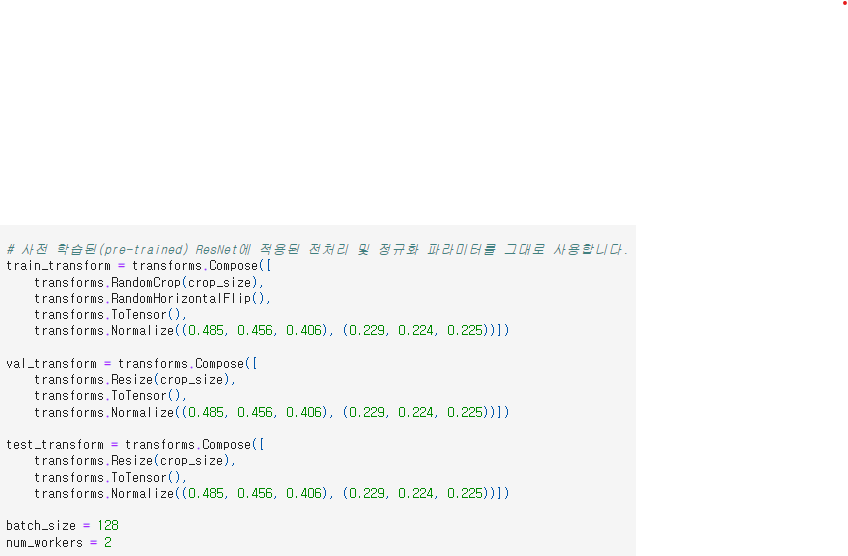 # 사전 학습된(pre-trained) ResNet에 적용된 전처리 및 정규화 파라미터를 그대로 사용합니다.
train_transform = transforms.Compose([
    transforms.RandomCrop(crop_size),
    transforms.RandomHorizontalFlip(),
    transforms.ToTensor(),
    transforms.Normalize((0.485, 0.456, 0.406), (0.229, 0.224, 0.225))])

val_transform = transforms.Compose([
    transforms.Resize(crop_size),
    transforms.ToTensor(),
    transforms.Normalize((0.485, 0.456, 0.406), (0.229, 0.224, 0.225))])

test_transform = transforms.Compose([
    transforms.Resize(crop_size),
    transforms.ToTensor(),
    transforms.Normalize((0.485, 0.456, 0.406), (0.229, 0.224, 0.225))])

batch_size = 128
num_workers = 2